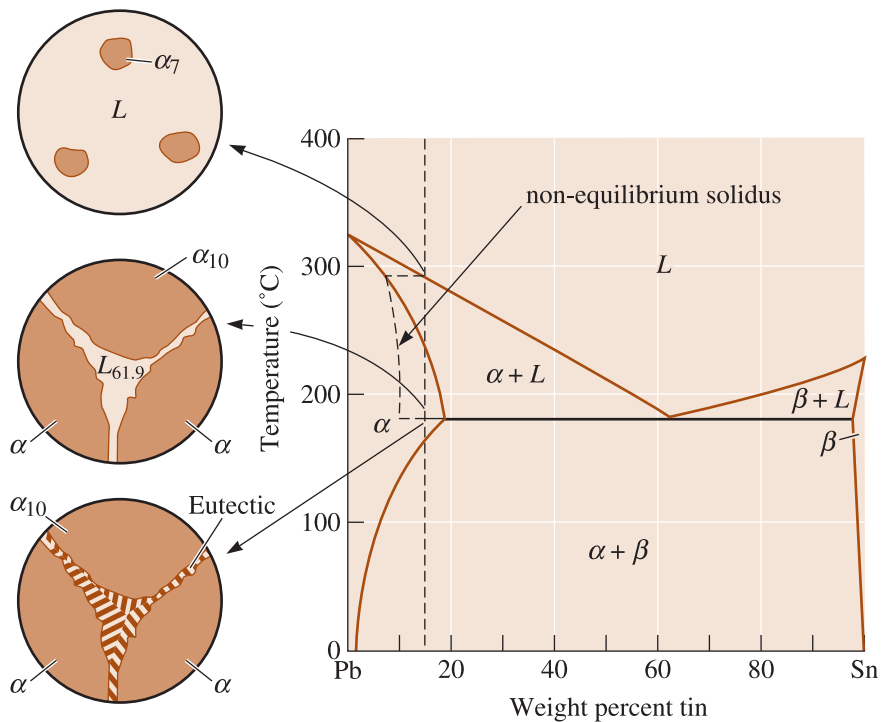 α₇
L
400
non-equilibrium solidus
α₁₀
300
L
Temperature (°C)
L₆₁.₉
α + L
200
β + L
α
α
α
β
α₁₀
Eutectic
100
α + β
α
α
0
Pb
20
40
60
80
Sn
Weight percent tin